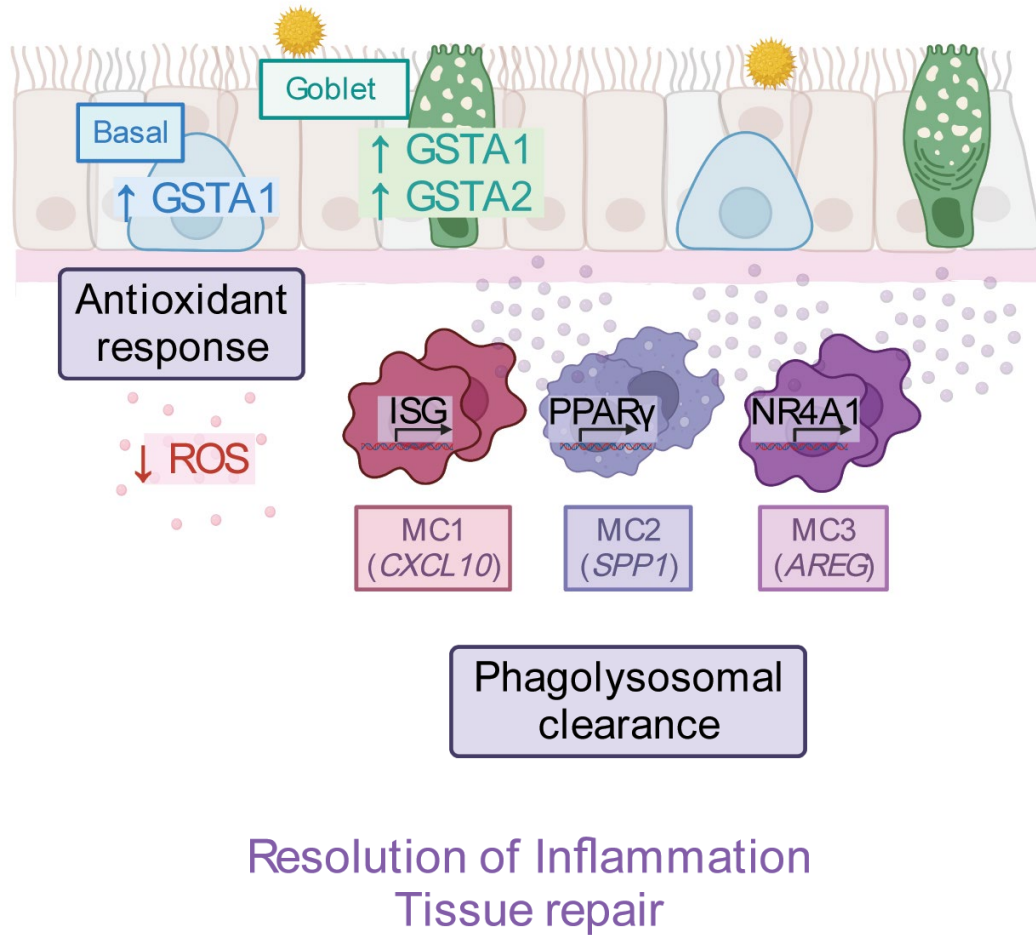 Goblet
Basal
↑ GSTA1
↑ GSTA1
↑ GSTA2
Antioxidant
response
↓ ROS
ISG
PPARγ
NR4A1
MC1
(CXCL10)
MC2
(SPP1)
MC3
(AREG)
Phagolysosomal
clearance
Resolution of Inflammation
Tissue repair